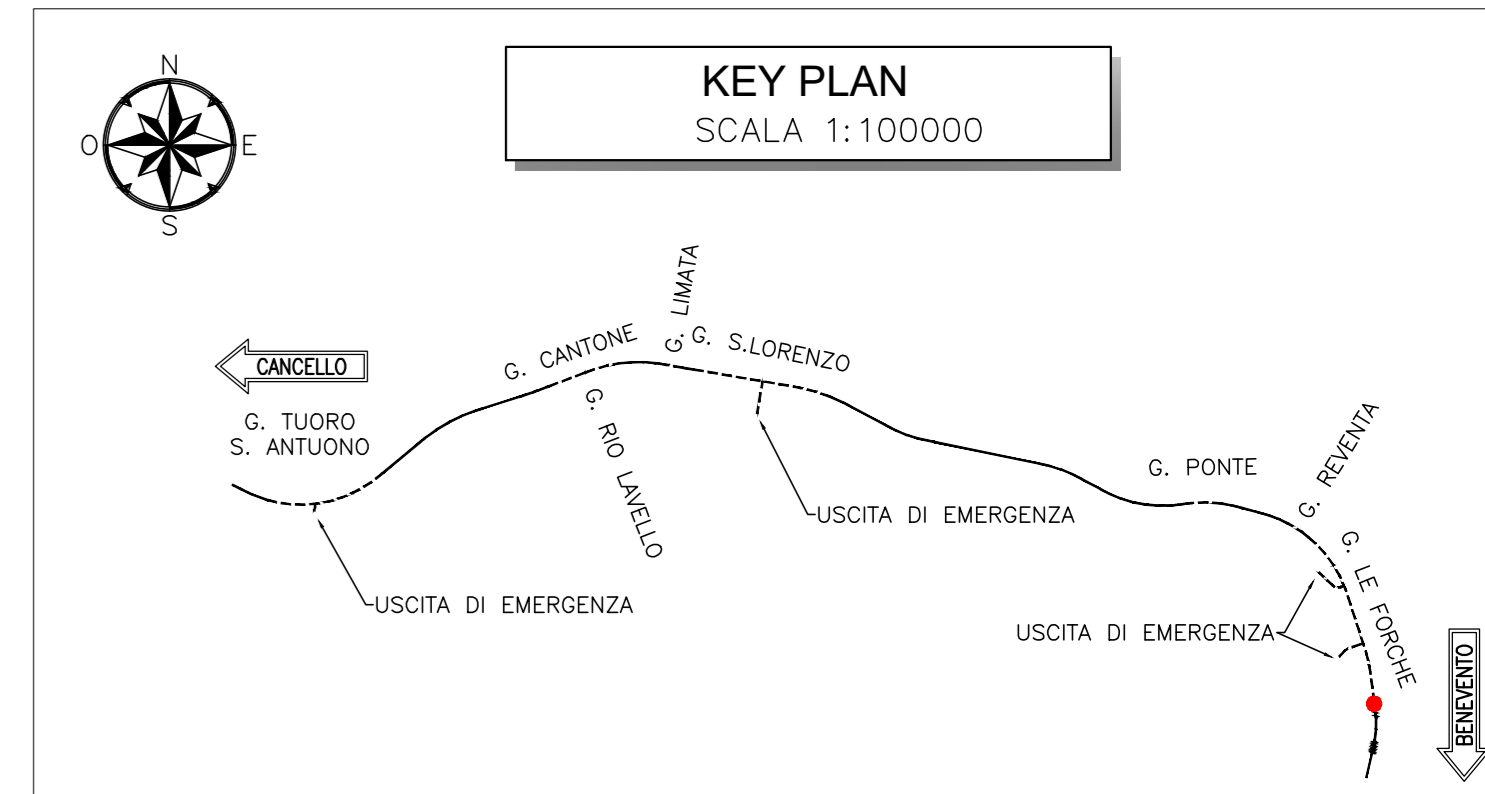 N
O
E
S
KEY PLAN
SCALA 1:100000
CANCELLO
G. TUORO
S. ANTUONO
G. CANTONE
G. RIO LAVELLO
G. LIMATA
G. S.LORENZO
USCITA DI EMERGENZA
USCITA DI EMERGENZA
G. PONTE
G. REVENTA
G. LE FORCHE
USCITA DI EMERGENZA
BENEVENTO